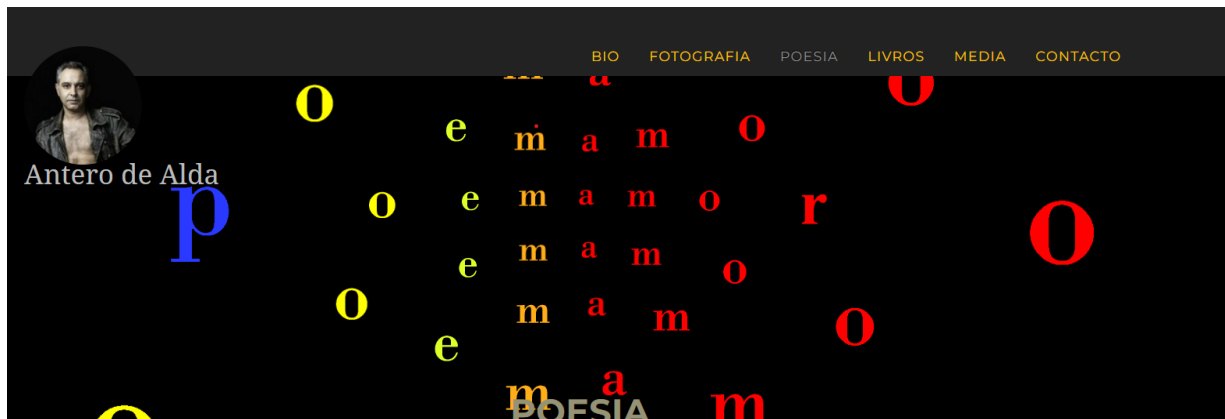 BIO FOTOGRAFIA POESIA LIVROS MEDIA CONTACTO
m a o
o e m a m o
Antero de Alda
p o e m a m o r o
e m a m o
o e m a m o
o e m a m
POESIA